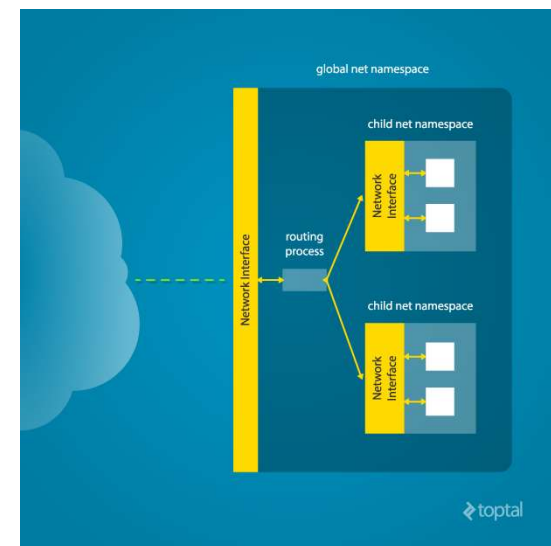 global net namespace
child net namespace
Network
Interface
routing
process
Network Interface
child net namespace
Network
Interface
toptal